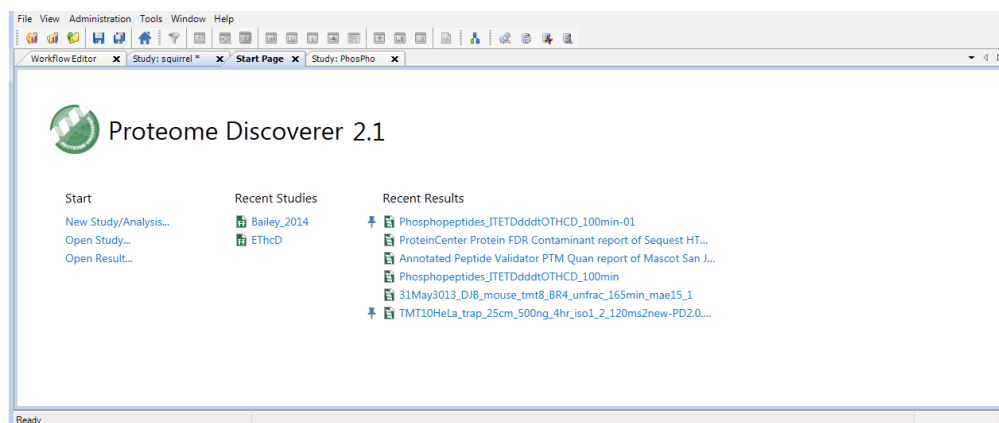 File View Administration Tools Window Help
Workflow Editor x Study: squirrel * x Start Page x Study: PhosPho x
Proteome Discoverer 2.1
Start
New Study/Analysis...
Open Study...
Open Result...
Recent Studies
Bailey_2014
EThcD
Recent Results
Phosphopeptides_ITETDdddtOTHCD_100min-01
ProteinCenter Protein FDR Contaminant report of Sequest HT...
Annotated Peptide Validator PTM Quan report of Mascot San J...
Phosphopeptides_ITETDdddtOTHCD_100min
31May3013_DJB_mouse_tmt8_BR4_unfrac_165min_mae15_1
TMT10HeLa_trap_25cm_500ng_4hr_iso1_2_120ms2new-PD2.0....
Ready